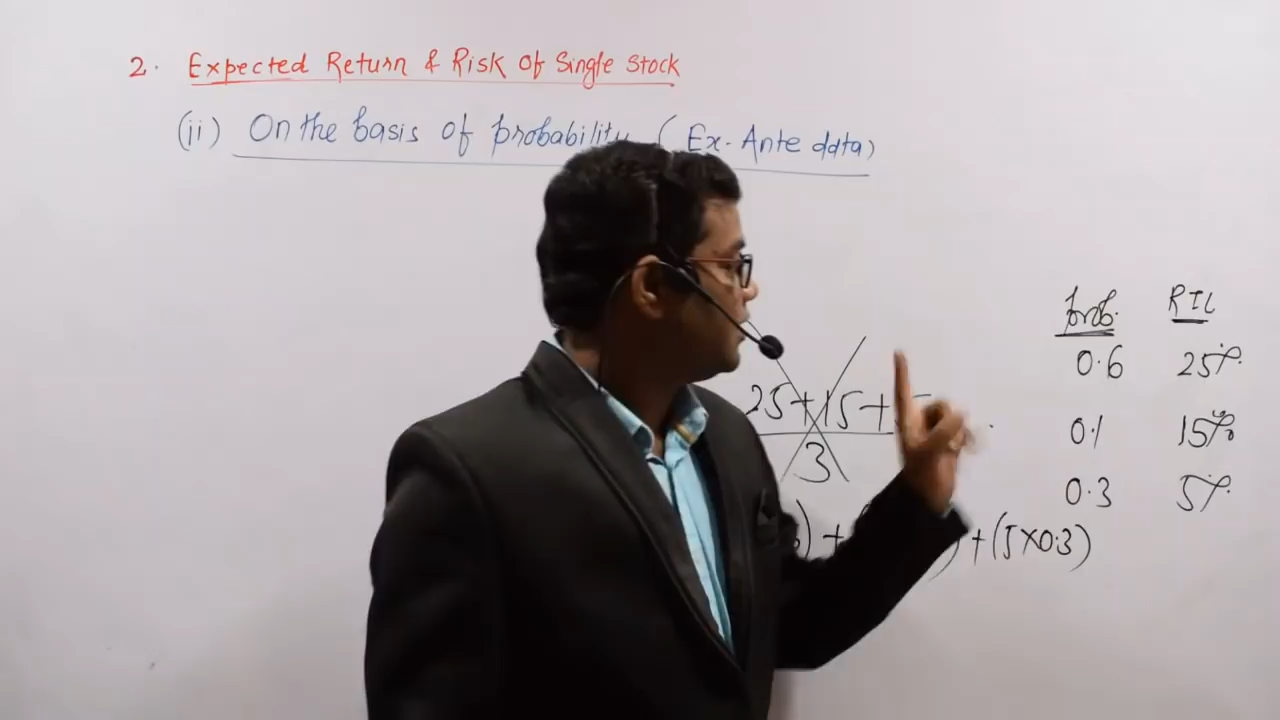 2. Expected Return & Risk Of Single Stock
(ii) On the basis of probability (Ex-Ante data)
prob. RIL
0.6 25%
25+15+
3
0.1 15%
0.3 5%
) + ) + (5×0.3)